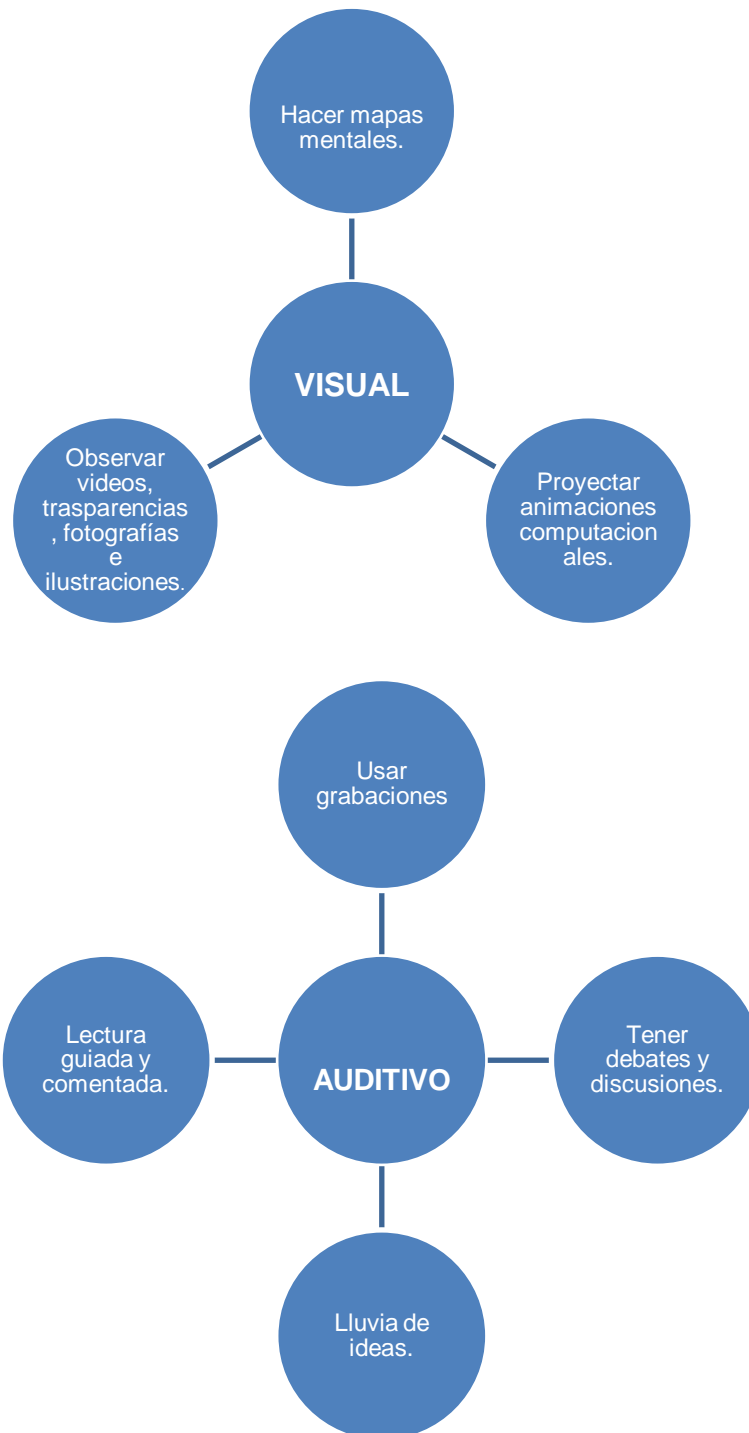 Hacer mapas
mentales.
VISUAL
Observar
videos,
trasparencias
, fotografías
e
ilustraciones.
Proyectar
animaciones
computacion
ales.
Usar
grabaciones
Lectura
guiada y
comentada.
AUDITIVO
Tener
debates y
discusiones.
Lluvia de
ideas.